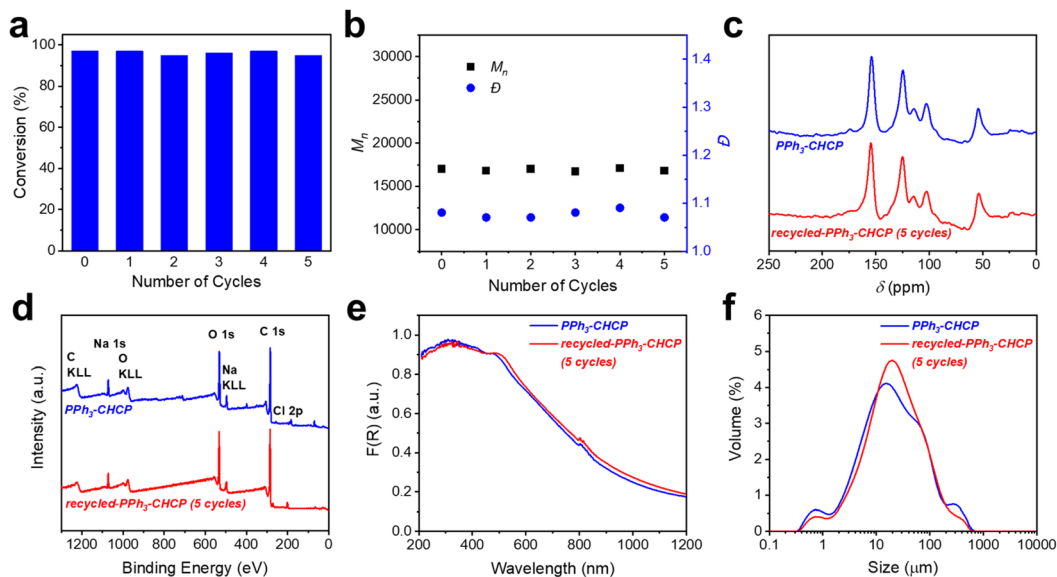 a
100
80
60
40
20
0
Conversion (%)
0 1 2 3 4 5
Number of Cycles
b
32500
30000
27500
25000
22500
20000
17500
15000
12500
10000
Mn
Mn
Đ
1.4
1.3
1.2
1.1
1.0
Đ
0 1 2 3 4 5
Number of Cycles
c
PPh3-CHCP
recycled-PPh3-CHCP (5 cycles)
250 200 150 100 50 0
δ (ppm)
d
Intensity (a.u.)
C
KLL
Na 1s
O
KLL
O 1s
Na
KLL
C 1s
Cl 2p
PPh3-CHCP
recycled-PPh3-CHCP (5 cycles)
1200 1000 800 600 400 200 0
Binding Energy (eV)
e
F(R) (a.u.)
1.0
0.8
0.6
0.4
0.2
0.0
PPh3-CHCP
recycled-PPh3-CHCP
(5 cycles)
200 400 600 800 1000 1200
Wavelength (nm)
f
Volume (%)
6
5
4
3
2
1
0
PPh3-CHCP
recycled-PPh3-CHCP
(5 cycles)
0.1 1 10 100 1000 10000
Size (μm)